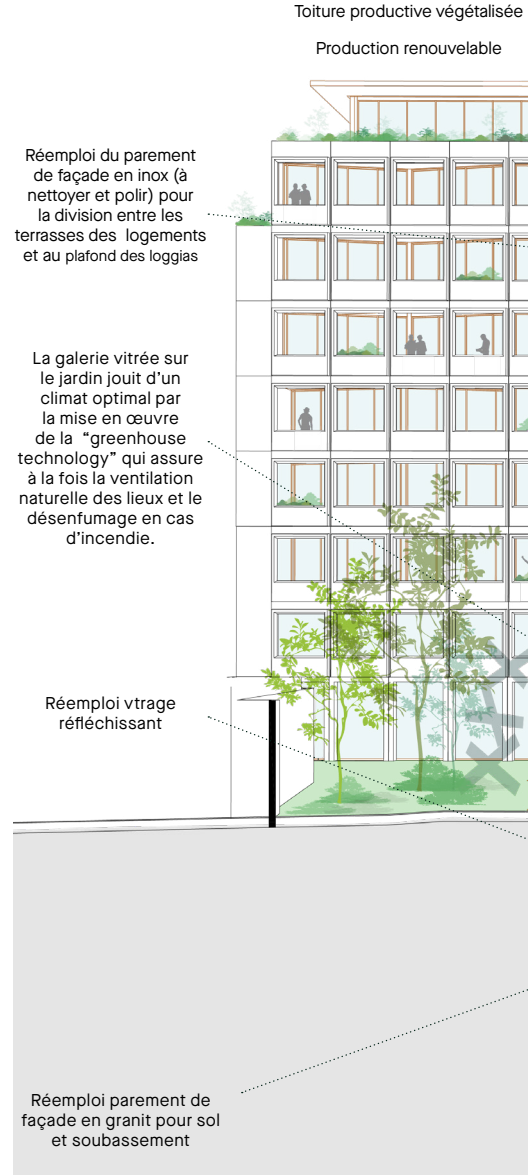 Toiture productive végétalisée
Production renouvelable
Réemploi du parement
de façade en inox (à
nettoyer et polir) pour
la division entre les
terrasses des logements
et au plafond des loggias
La galerie vitrée sur
le jardin jouit d'un
climat optimal par
la mise en œuvre
de la “greenhouse
technology” qui assure
à la fois la ventilation
naturelle des lieux et le
désenfumage en cas
d'incendie.
Réemploi vtrage
réfléchissant
Réemploi parement de
façade en granit pour sol
et soubassement